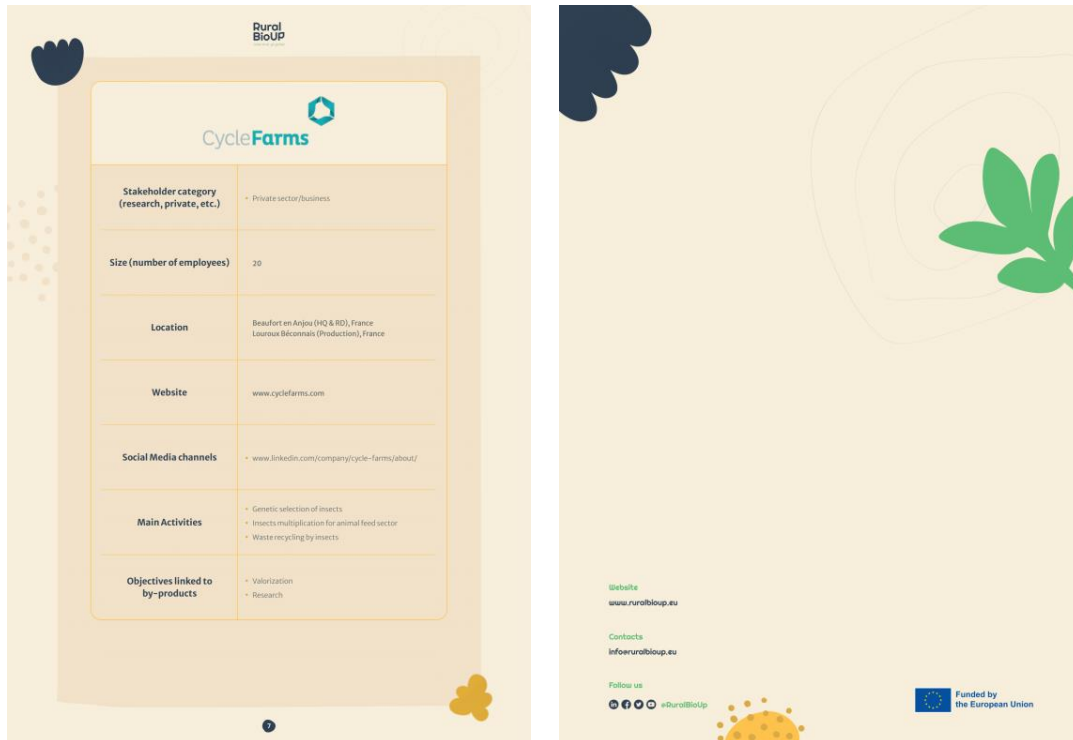 Rural
BioUP
CycleFarms
Stakeholder category
(research, private, etc.)
• Private sector/business
Size (number of employees)
20
Location
Beaufort en Anjou (HQ & RD), France
Louroux Béconnais (Production), France
Website
www.cyclefarms.com
Social Media channels
• www.linkedin.com/company/cycle-farms/about/
Main Activities
• Genetic selection of insects
• Insects multiplication for animal feed sector
• Waste recycling by insects
Objectives linked to
by-products
• Valorization
• Research
7
Website
www.ruralbioup.eu
Contacts
info@ruralbioup.eu
Follow us
@RuralBioUp
Funded by
the European Union